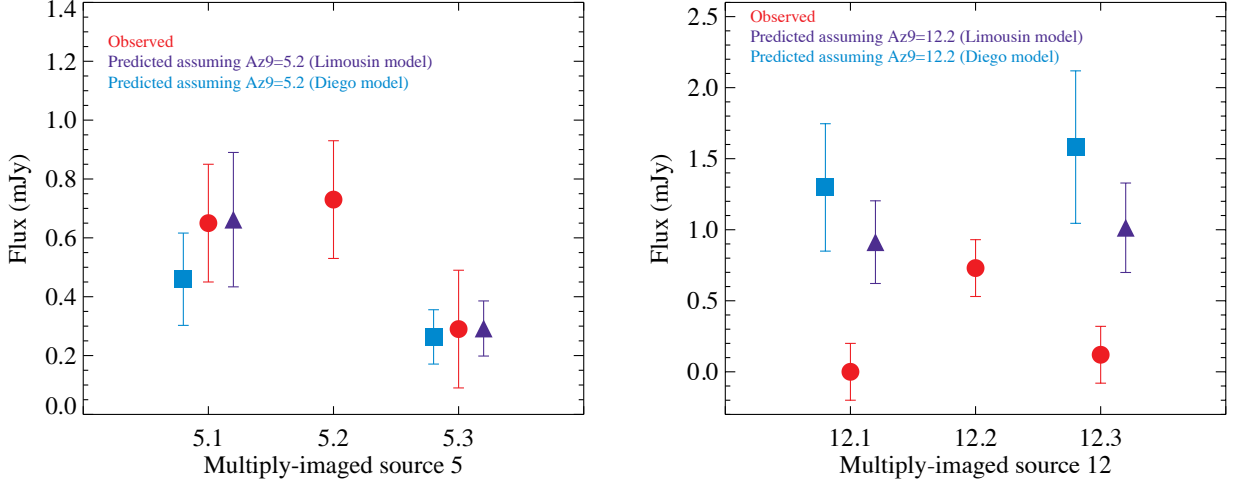 1.4
1.2
1.0
0.8
0.6
0.4
0.2
0.0
Flux (mJy)
Observed
Predicted assuming Az9=5.2 (Limousin model)
Predicted assuming Az9=5.2 (Diego model)
5.1 5.2 5.3
Multiply-imaged source 5
2.5
2.0
1.5
1.0
0.5
0.0
Flux (mJy)
Observed
Predicted assuming Az9=12.2 (Limousin model)
Predicted assuming Az9=12.2 (Diego model)
12.1 12.2 12.3
Multiply-imaged source 12